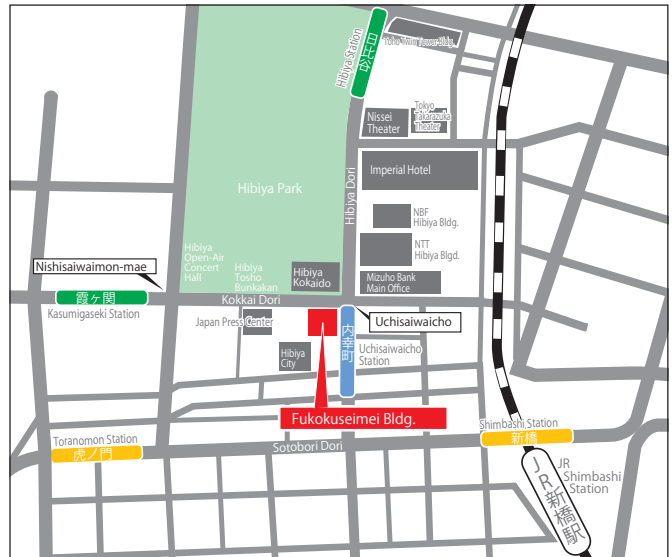 Toho Twin Tower Bldg.
Hibiya Station
日比谷
Nissei
Theater
Tokyo
Takarazuka
Theater
Imperial Hotel
Hibiya Park
Hibiya Dori
NBF
Hibiya Bldg.
NTT
Hibiya Blgd.
Mizuho Bank
Main Office
Hibiya
Open-Air
Concert
Hall
Hibiya
Tosho
Bunkakan
Hibiya
Kokaido
Nishisaiwaimon-mae
霞ヶ関
Kasumigaseki Station
Kokkai Dori
Japan Press Center
Uchisaiwaicho
内幸町
Uchisaiwaicho
Station
Hibiya
City
Fukokuseimei Bldg.
Toranomon Station
虎ノ門
Sotobori Dori
Shimbashi Station
新橋
JR新橋駅
JR
Shimbashi
Station